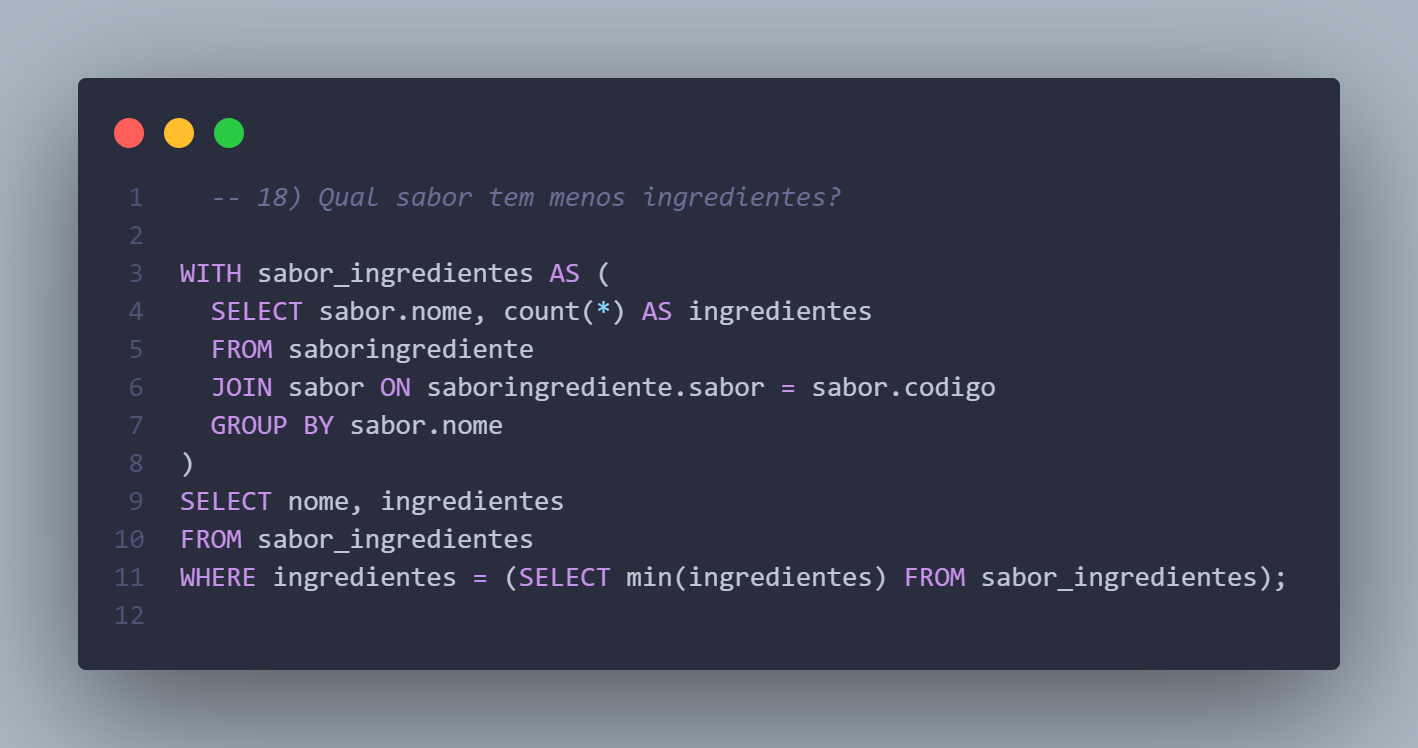 1 -- 18) Qual sabor tem menos ingredientes?
2
3 WITH sabor_ingredientes AS (
4 SELECT sabor.nome, count(*) AS ingredientes
5 FROM saboringrediente
6 JOIN sabor ON saboringrediente.sabor = sabor.codigo
7 GROUP BY sabor.nome
8 )
9 SELECT nome, ingredientes
10 FROM sabor_ingredientes
11 WHERE ingredientes = (SELECT min(ingredientes) FROM sabor_ingredientes);
12